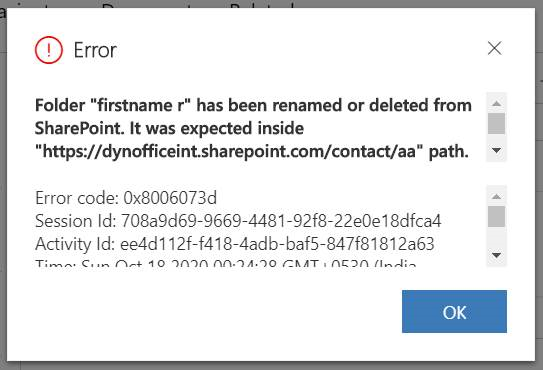 Error
Folder "firstname r" has been renamed or deleted from
SharePoint. It was expected inside
"https://dynofficeint.sharepoint.com/contact/aa" path.
Error code: 0x8006073d
Session Id: 708a9d69-9669-4481-92f8-22e0e18dfca4
Activity Id: ee4d112f-f418-4adb-baf5-847f81812a63
Time: Sun Oct 18 2020 00:24:28 GMT+0530 (India
OK